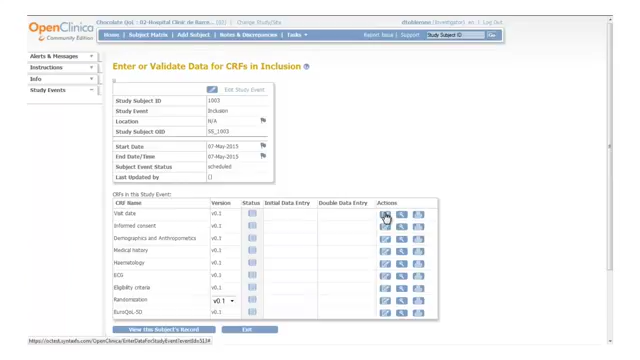 Chocolate UoL : 02-Hospital Clinic de Barce... Change Study/Site
(Investigator) en | Log Out
OpenClinica
Community Edition
Home | Subject Matrix | Add Subject | Notes & Discrepancies | Tasks
Report Issue | Support
Study Subject ID
Alerts & Messages
Instructions
Info
Study Events
Enter or Validate Data for CRFs in Inclusion
Edit Study Event
Study Subject ID 1003
Study Event Inclusion
Location N/A
Study Subject OID SS_1003
Start Date 07-May-2015
End Date/Time 07-May-2015
Subject Event Status scheduled
Last Updated by []
CRFs in this Study Event:
CRF Name Version Status Initial Data Entry Double Data Entry Actions
Visit date v0.1
Informed consent v0.1
Demographics and Anthropometrics v0.1
Medical history v0.1
Haematology v0.1
ECG v0.1
Eligibility criteria v0.1
Randomization v0.1
EuroQoL-5D v0.1
View this Subject's Record Exit